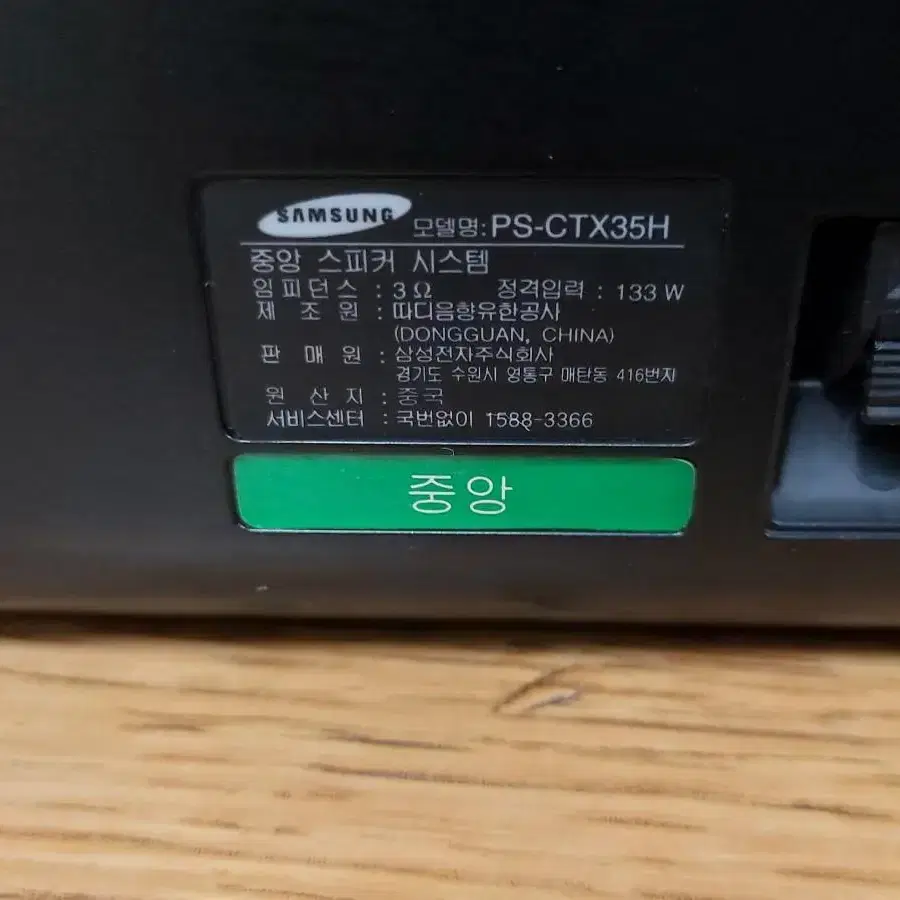 SAMSUNG 모델명: PS-CTX35H
중앙 스피커 시스템
임피던스 : 3Ω 정격입력 : 133 W
제 조 원 : 따디음향유한공사
(DONGGUAN, CHINA)
판 매 원 : 삼성전자주식회사
경기도 수원시 영통구 매탄동 416번지
원 산 지 : 중국
서비스센터 : 국번없이 1588-3366
중앙